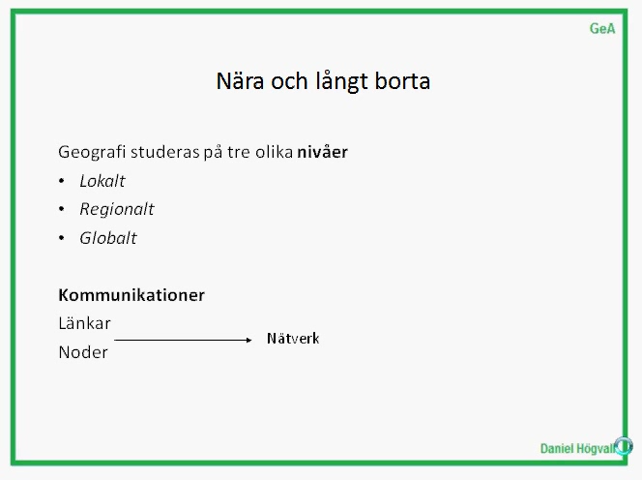 GeA
Nära och långt borta
Geografi studeras på tre olika nivåer
• Lokalt
• Regionalt
• Globalt
Kommunikationer
Länkar
Noder
Nätverk
Daniel Högvall